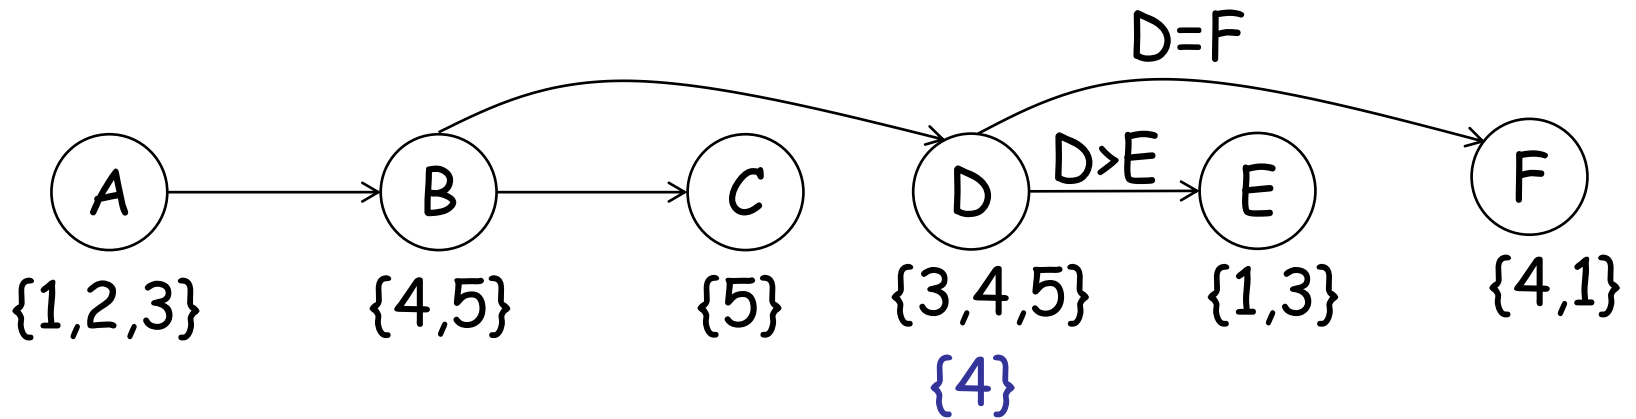 D=F
D>E
A B C D E F
{1,2,3} {4,5} {5} {3,4,5} {1,3} {4,1}
{4}